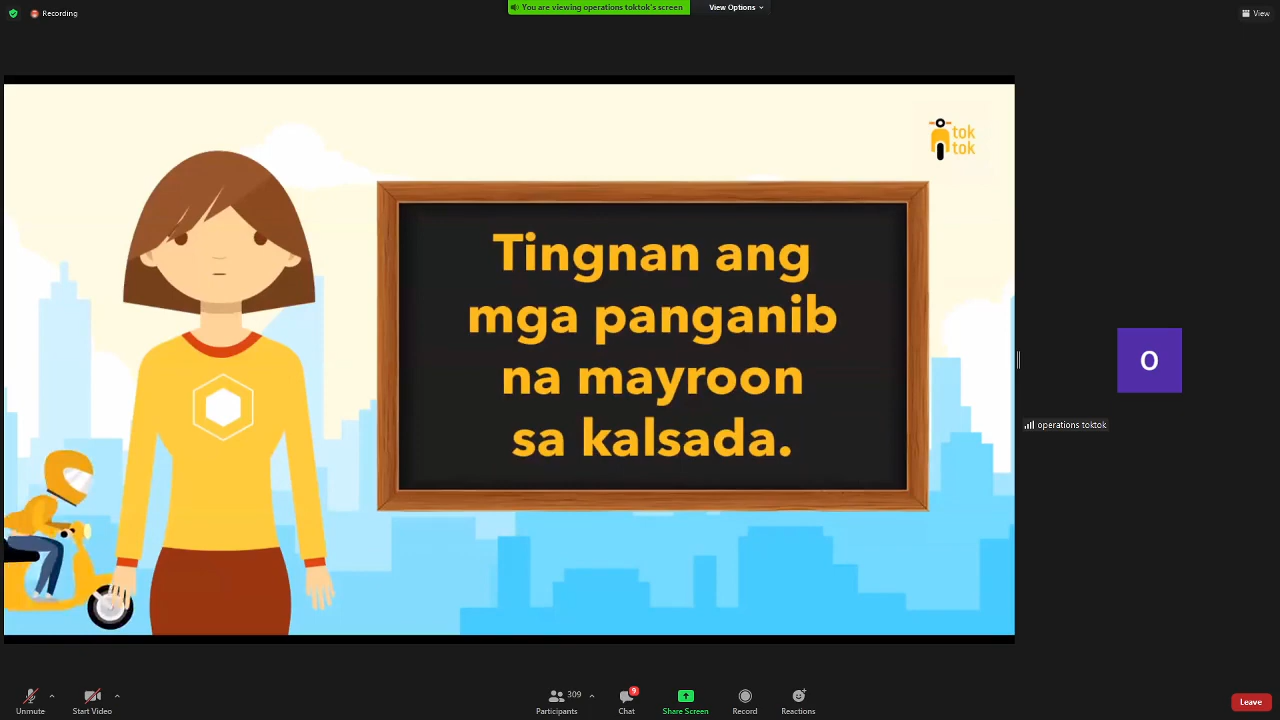 Recording
You are viewing operations toktok's screen
View Options
View
tok
tok
Tingnan ang
mga panganib
na mayroon
sa kalsada.
O
operations toktok
Unmute
Start Video
309
Participants
9
Chat
Share Screen
Record
Reactions
Leave